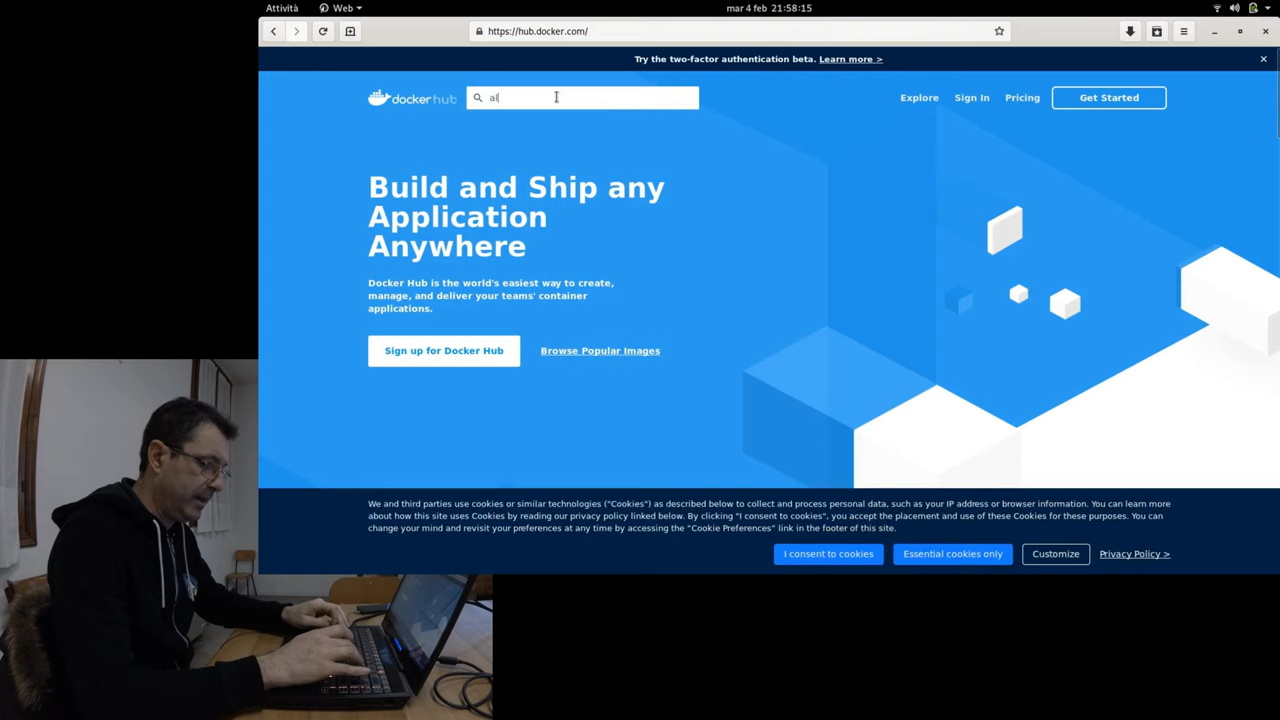 Attività
Web
mar 4 feb 21:58:15
https://hub.docker.com/
Try the two-factor authentication beta. Learn more >
docker hub
al
Explore
Sign In
Pricing
Get Started
Build and Ship any
Application
Anywhere
Docker Hub is the world's easiest way to create,
manage, and deliver your teams' container
applications.
Sign up for Docker Hub
Browse Popular Images
We and third parties use cookies or similar technologies ("Cookies") as described below to collect and process personal data, such as your IP address or browser information. You can learn more
about how this site uses Cookies by reading our privacy policy linked below. By clicking "I consent to cookies", you accept the placement and use of these Cookies for these purposes. You can
change your mind and revisit your preferences at any time by accessing the "Cookie Preferences" link in the footer of this site.
I consent to cookies
Essential cookies only
Customize
Privacy Policy >